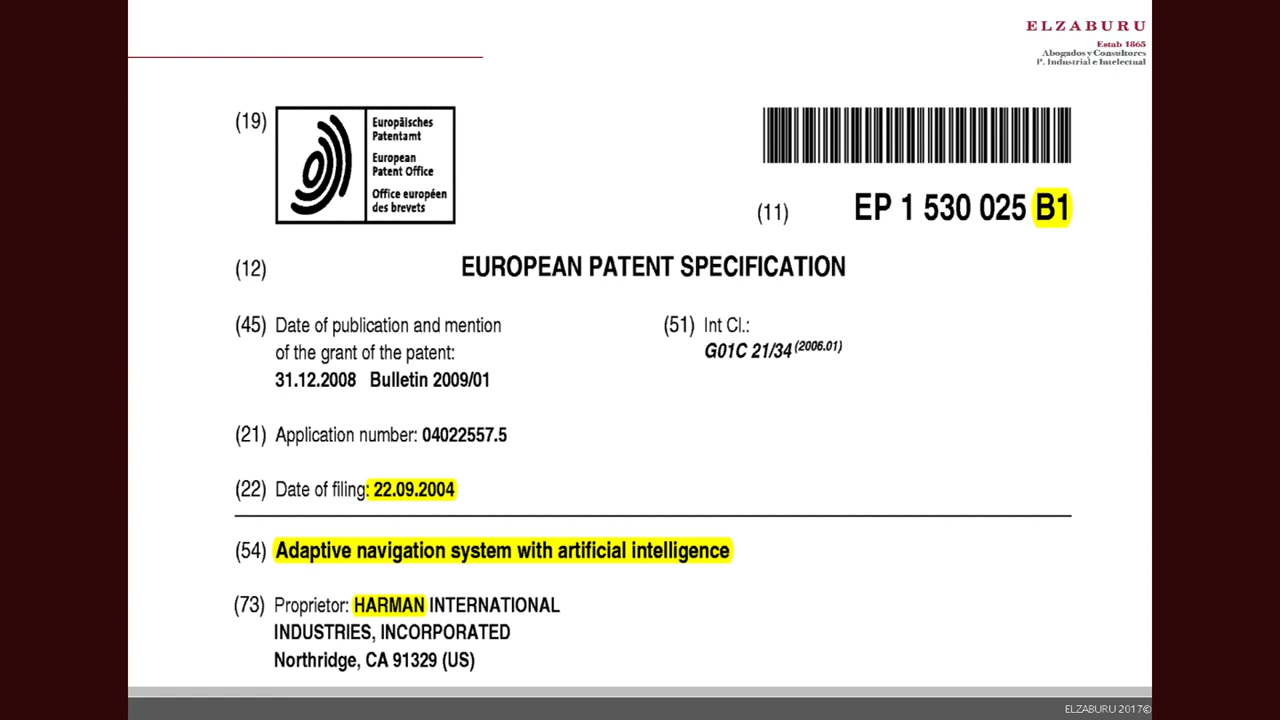 ELZABURU
Estab 1865
Abogados y Consultores
P. Industrial e Intelectual
(19)
Europäisches
Patentamt
European
Patent Office
Office européen
des brevets
(11) EP 1 530 025 B1
(12) EUROPEAN PATENT SPECIFICATION
(45) Date of publication and mention
of the grant of the patent:
31.12.2008 Bulletin 2009/01
(51) Int Cl.:
G01C 21/34 (2006.01)
(21) Application number: 04022557.5
(22) Date of filing: 22.09.2004
(54) Adaptive navigation system with artificial intelligence
(73) Proprietor: HARMAN INTERNATIONAL
INDUSTRIES, INCORPORATED
Northridge, CA 91329 (US)
ELZABURU 2017©